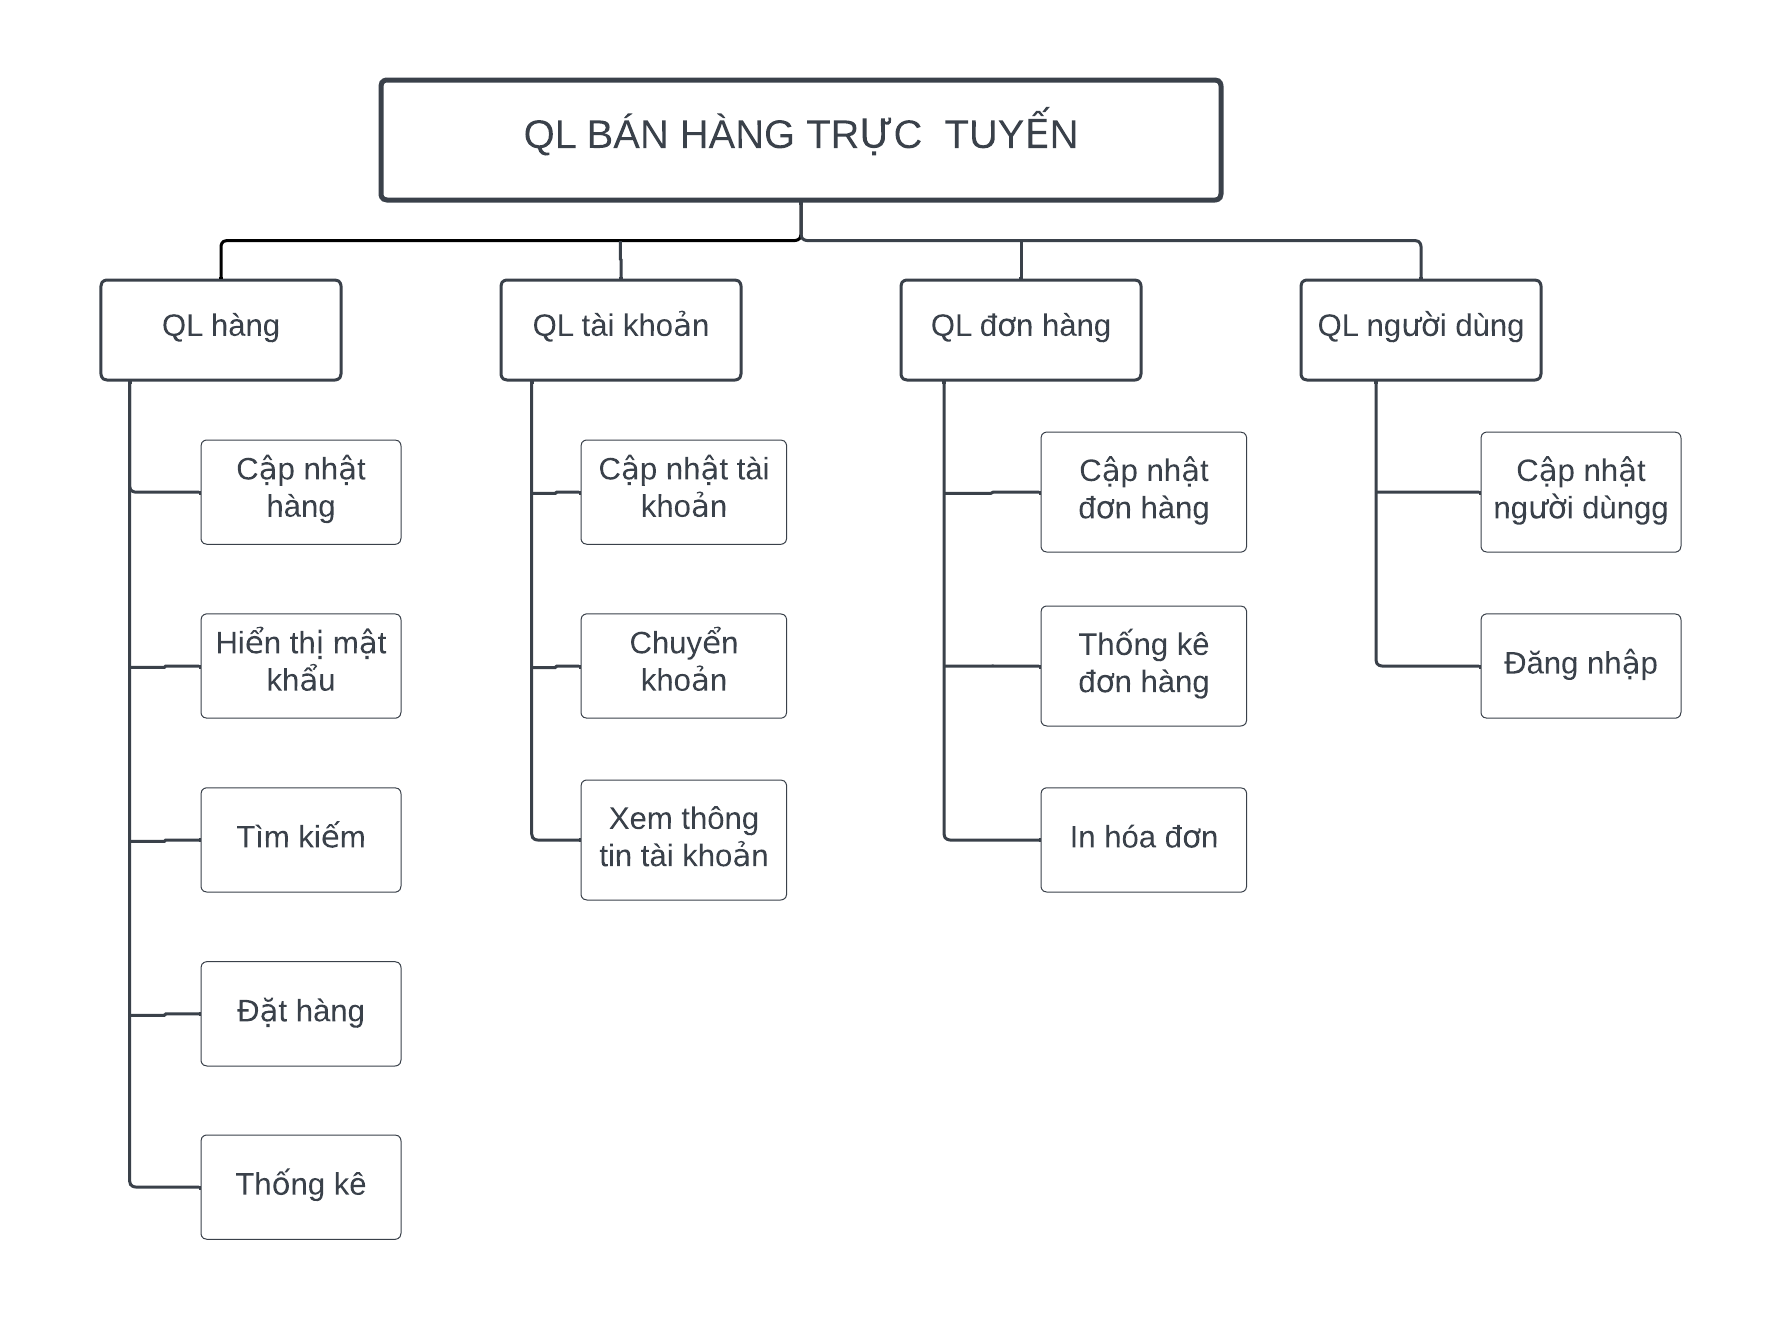 QL BÁN HÀNG TRỰC  TUYẾN
QL hàng
QL tài khoản
QL đơn hàng
QL người dùng
Cập nhật
hàng
Hiển thị mật
khẩu
Tìm kiếm
Đặt hàng
Thống kê
Cập nhật tài
khoản
Chuyển
khoản
Xem thông
tin tài khoản
Cập nhật
đơn hàng
Thống kê
đơn hàng
In hóa đơn
Cập nhật
người dùngg
Đăng nhập